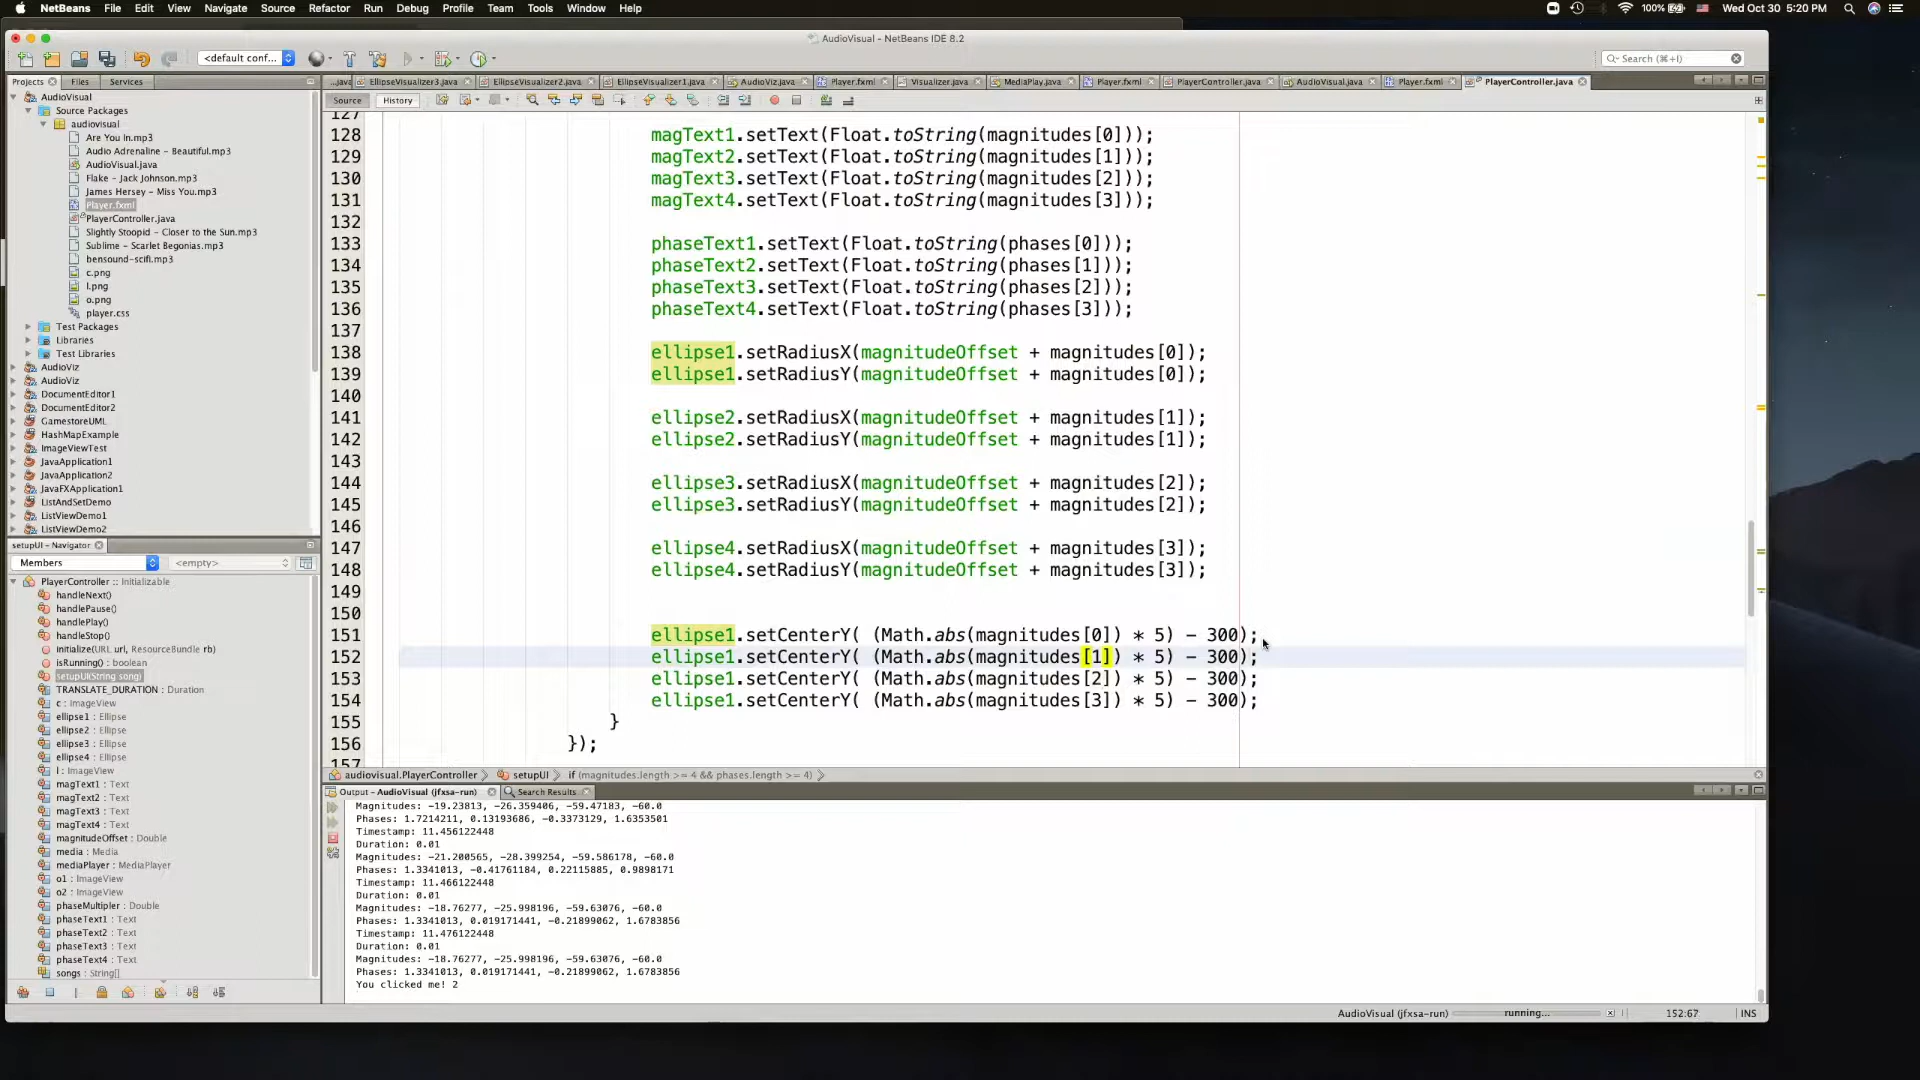 NetBeans File Edit View Navigate Source Refactor Run Debug Profile Team Tools Window Help
100% Wed Oct 30 5:20 PM
AudioVisual - NetBeans IDE 8.2
<default conf...
Search (⌘+I)
Projects Files Services
...java EllipseVisualizer3.java EllipseVisualizer2.java EllipseVisualizer1.java AudioViz.java Player.fxml Visualizer.java MediaPlay.java Player.fxml PlayerController.java AudioVisual.java Player.fxml PlayerController.java
Source History
AudioVisual
Source Packages
audiovisual
Are You In.mp3
Audio Adrenaline - Beautiful.mp3
AudioVisual.java
Flake - Jack Johnson.mp3
James Hersey - Miss You.mp3
Player.fxml
PlayerController.java
Slightly Stoopid - Closer to the Sun.mp3
Sublime - Scarlet Begonias.mp3
bensound-scifi.mp3
c.png
l.png
o.png
player.css
Test Packages
Libraries
Test Libraries
AudioViz
AudioViz
DocumentEditor1
DocumentEditor2
GamestoreUML
HashMapExample
ImageViewTest
JavaApplication1
JavaApplication2
JavaFXApplication1
ListAndSetDemo
ListViewDemo1
ListViewDemo2
setupUI - Navigator
Members <empty>
PlayerController :: Initializable
handleNext()
handlePause()
handlePlay()
handleStop()
initialize(URL url, ResourceBundle rb)
isRunning() : boolean
setupUI(String song)
TRANSLATE_DURATION : Duration
c : ImageView
ellipse1 : Ellipse
ellipse2 : Ellipse
ellipse3 : Ellipse
ellipse4 : Ellipse
l : ImageView
magText1 : Text
magText2 : Text
magText3 : Text
magText4 : Text
magnitudeOffset : Double
media : Media
mediaPlayer : MediaPlayer
o1 : ImageView
o2 : ImageView
phaseMultipler : Double
phaseText1 : Text
phaseText2 : Text
phaseText3 : Text
phaseText4 : Text
songs : String[]
127
128 magText1.setText(Float.toString(magnitudes[0]));
129 magText2.setText(Float.toString(magnitudes[1]));
130 magText3.setText(Float.toString(magnitudes[2]));
131 magText4.setText(Float.toString(magnitudes[3]));
132
133 phaseText1.setText(Float.toString(phases[0]));
134 phaseText2.setText(Float.toString(phases[1]));
135 phaseText3.setText(Float.toString(phases[2]));
136 phaseText4.setText(Float.toString(phases[3]));
137
138 ellipse1.setRadiusX(magnitudeOffset + magnitudes[0]);
139 ellipse1.setRadiusY(magnitudeOffset + magnitudes[0]);
140
141 ellipse2.setRadiusX(magnitudeOffset + magnitudes[1]);
142 ellipse2.setRadiusY(magnitudeOffset + magnitudes[1]);
143
144 ellipse3.setRadiusX(magnitudeOffset + magnitudes[2]);
145 ellipse3.setRadiusY(magnitudeOffset + magnitudes[2]);
146
147 ellipse4.setRadiusX(magnitudeOffset + magnitudes[3]);
148 ellipse4.setRadiusY(magnitudeOffset + magnitudes[3]);
149
150
151 ellipse1.setCenterY( (Math.abs(magnitudes[0]) * 5) - 300);
152 ellipse1.setCenterY( (Math.abs(magnitudes[1]) * 5) - 300);
153 ellipse1.setCenterY( (Math.abs(magnitudes[2]) * 5) - 300);
154 ellipse1.setCenterY( (Math.abs(magnitudes[3]) * 5) - 300);
155 }
156 });
157
audiovisual.PlayerController setupUI if (magnitudes.length >= 4 && phases.length >= 4)
Output - AudioVisual (jfxsa-run) Search Results
Magnitudes: -19.23813, -26.359406, -59.47183, -60.0
Phases: 1.7214211, 0.13193686, -0.3373129, 1.6353501
Timestamp: 11.456122448
Duration: 0.01
Magnitudes: -21.200565, -28.399254, -59.586178, -60.0
Phases: 1.3341013, -0.41761184, 0.22115885, 0.9898171
Timestamp: 11.466122448
Duration: 0.01
Magnitudes: -18.76277, -25.998196, -59.63076, -60.0
Phases: 1.3341013, 0.019171441, -0.21899062, 1.6783856
Timestamp: 11.476122448
Duration: 0.01
Magnitudes: -18.76277, -25.998196, -59.63076, -60.0
Phases: 1.3341013, 0.019171441, -0.21899062, 1.6783856
You clicked me! 2
AudioVisual (jfxsa-run) running... 152:67 INS